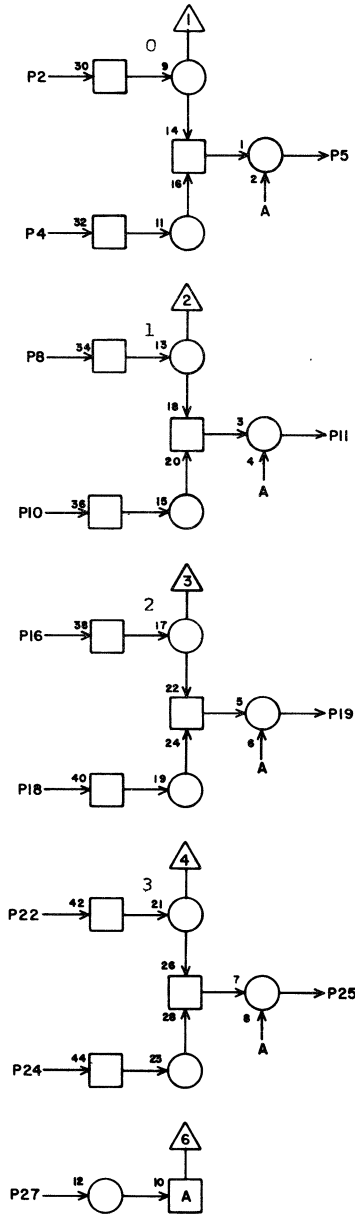 1
0
P2 30 9
14 1 P5
16 2
P4 32 11 A
2
1
P8 34 13
18 3 P11
20 4
P10 36 15 A
3
2
P16 38 17
22 5 P19
24 6
P18 40 19 A
4
3
P22 42 21
26 7 P25
28 8
P24 44 23 A
6
P27 12 10 A